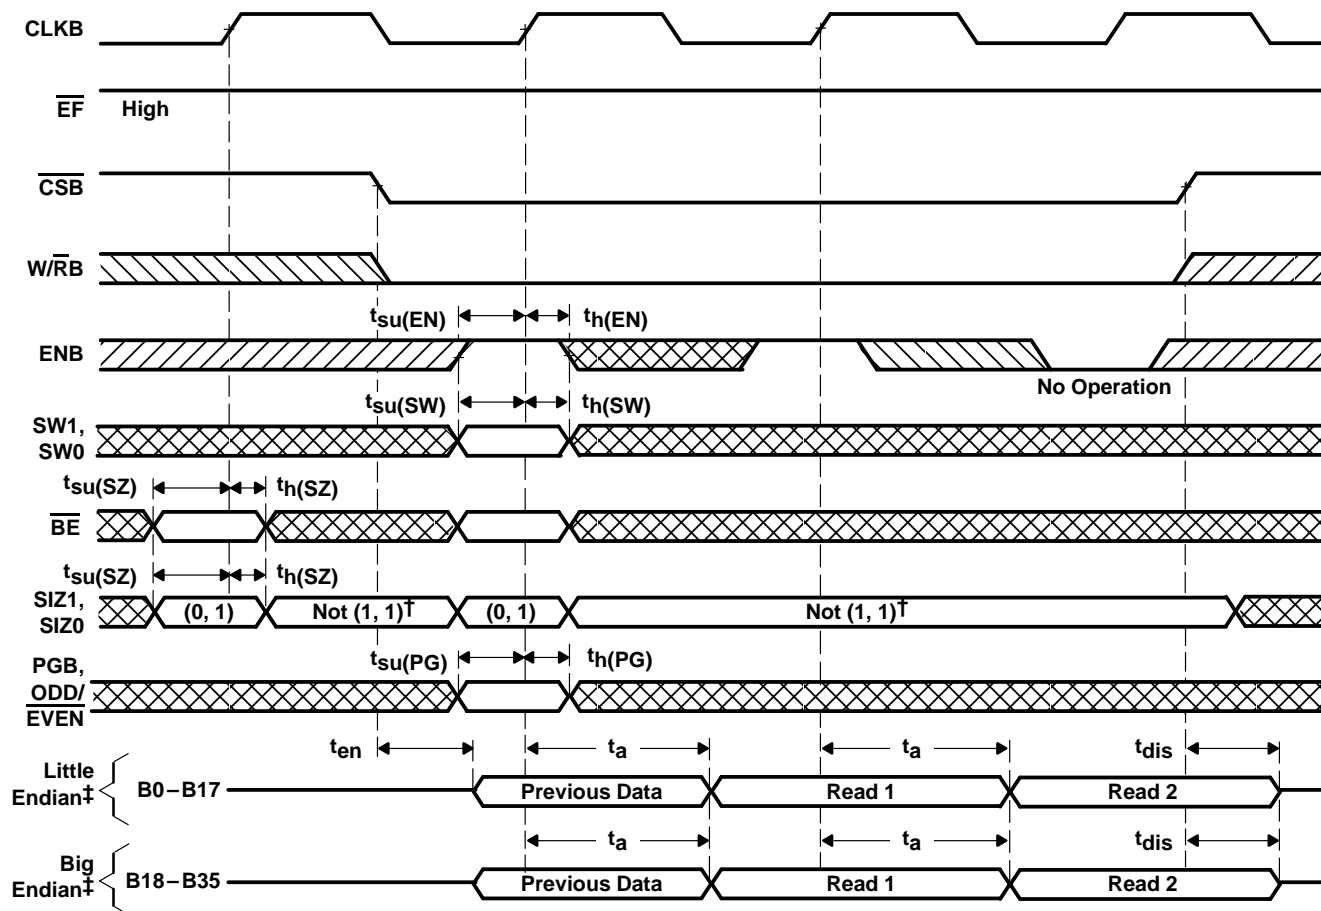 CLKB
EF
High
CSB
W/RB
tsu(EN)
th(EN)
ENB
No Operation
tsu(SW)
th(SW)
SW1,
SW0
tsu(SZ)
th(SZ)
BE
tsu(SZ)
th(SZ)
SIZ1,
SIZ0
(0, 1)
Not (1, 1)†
(0, 1)
Not (1, 1)†
tsu(PG)
th(PG)
PGB,
ODD/
EVEN
ten
ta
ta
tdis
Little
Endian‡
B0–B17
Previous Data
Read 1
Read 2
ta
ta
tdis
Big
Endian‡
B18–B35
Previous Data
Read 1
Read 2